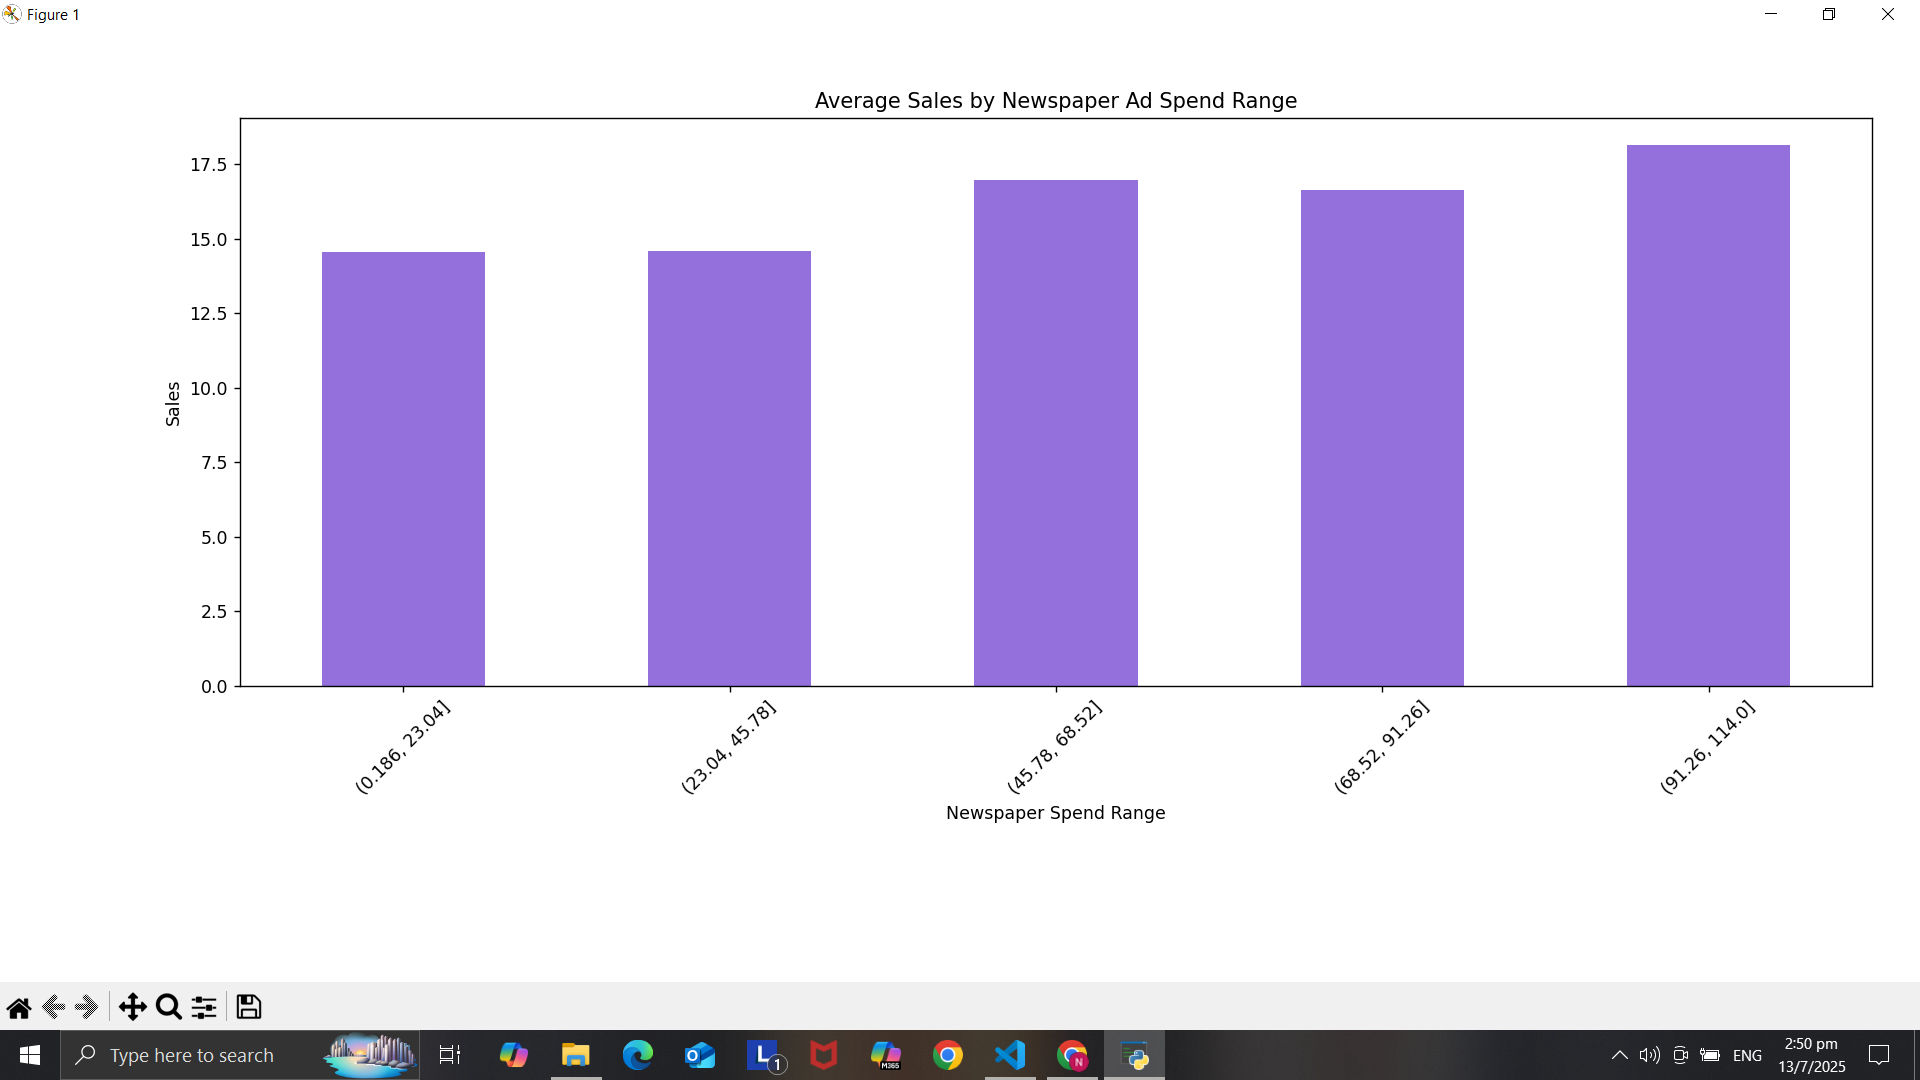 Figure 1
Average Sales by Newspaper Ad Spend Range
17.5
15.0
12.5
10.0
7.5
5.0
2.5
0.0
Sales
(0.186, 23.04]
(23.04, 45.78]
(45.78, 68.52]
(68.52, 91.26]
(91.26, 114.0]
Newspaper Spend Range
Type here to search
O
L
1
M365
N
ENG
2:50 pm
13/7/2025